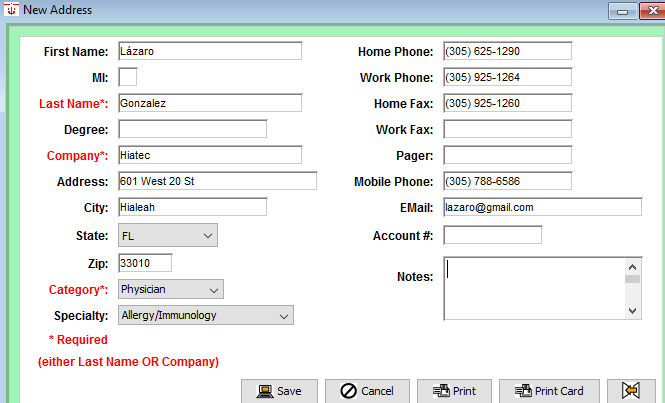 New Address
First Name: Lázaro
MI:
Last Name*: Gonzalez
Degree:
Company*: Hiatec
Address: 601 West 20 St
City: Hialeah
State: FL
Zip: 33010
Category*: Physician
Specialty: Allergy/Immunology
* Required
(either Last Name OR Company)
Home Phone: (305) 625-1290
Work Phone: (305) 925-1264
Home Fax: (305) 925-1260
Work Fax:
Pager:
Mobile Phone: (305) 788-6586
EMail: lazaro@gmail.com
Account #:
Notes:
Save Cancel Print Print Card